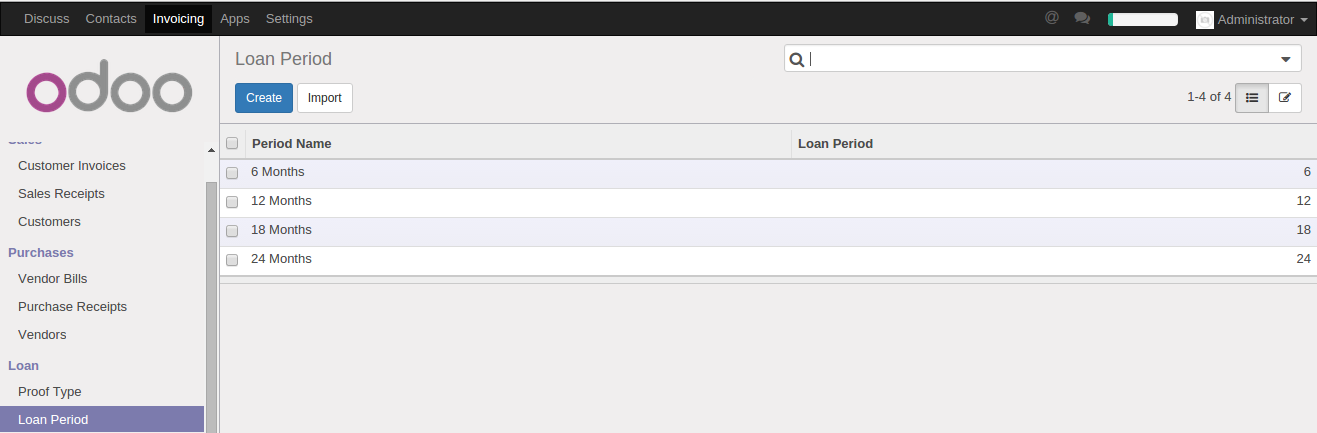 Discuss Contacts Invoicing Apps Settings @ Administrator
odoo
Sales
Customer Invoices
Sales Receipts
Customers
Purchases
Vendor Bills
Purchase Receipts
Vendors
Loan
Proof Type
Loan Period
Loan Period
Create Import 1-4 of 4
Period Name Loan Period
6 Months 6
12 Months 12
18 Months 18
24 Months 24